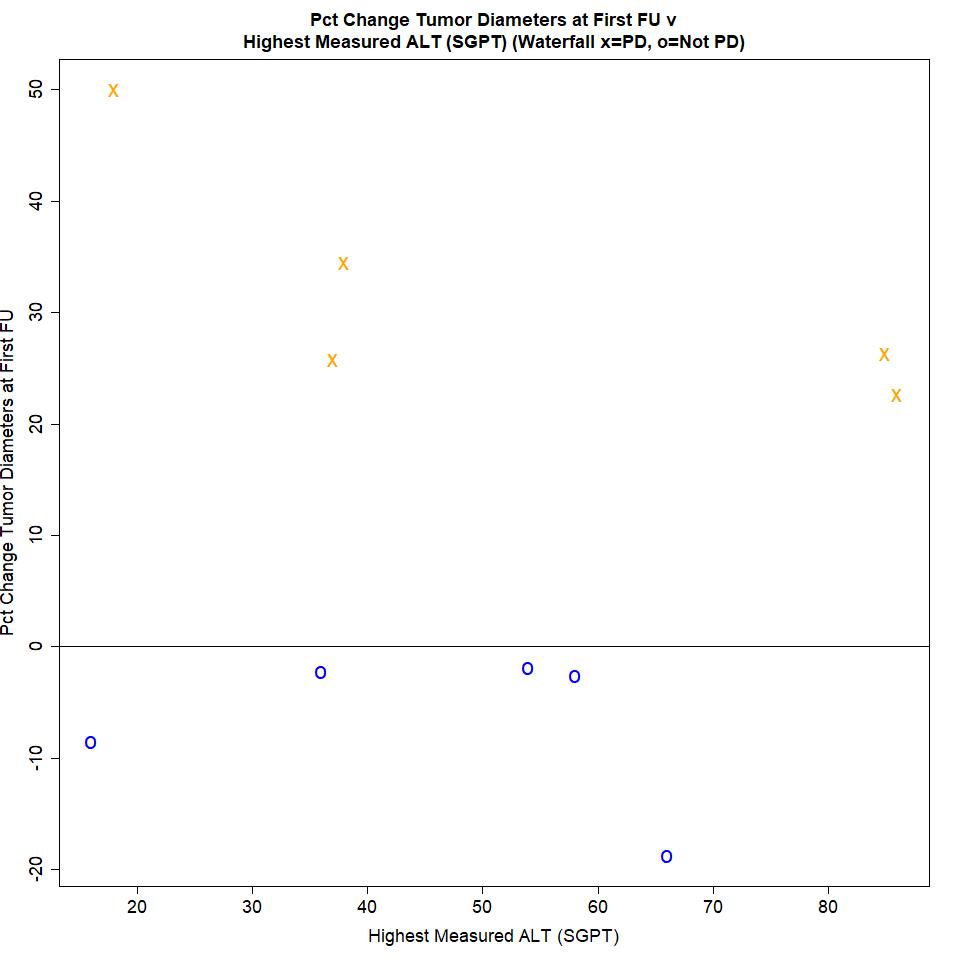 Pct Change Tumor Diameters at First FU v
Highest Measured ALT (SGPT) (Waterfall x=PD, o=Not PD)
Pct Change Tumor Diameters at First FU
50
40
30
20
10
0
-10
-20
X
X
X
X
X
O
O
O
O
O
20 30 40 50 60 70 80
Highest Measured ALT (SGPT)